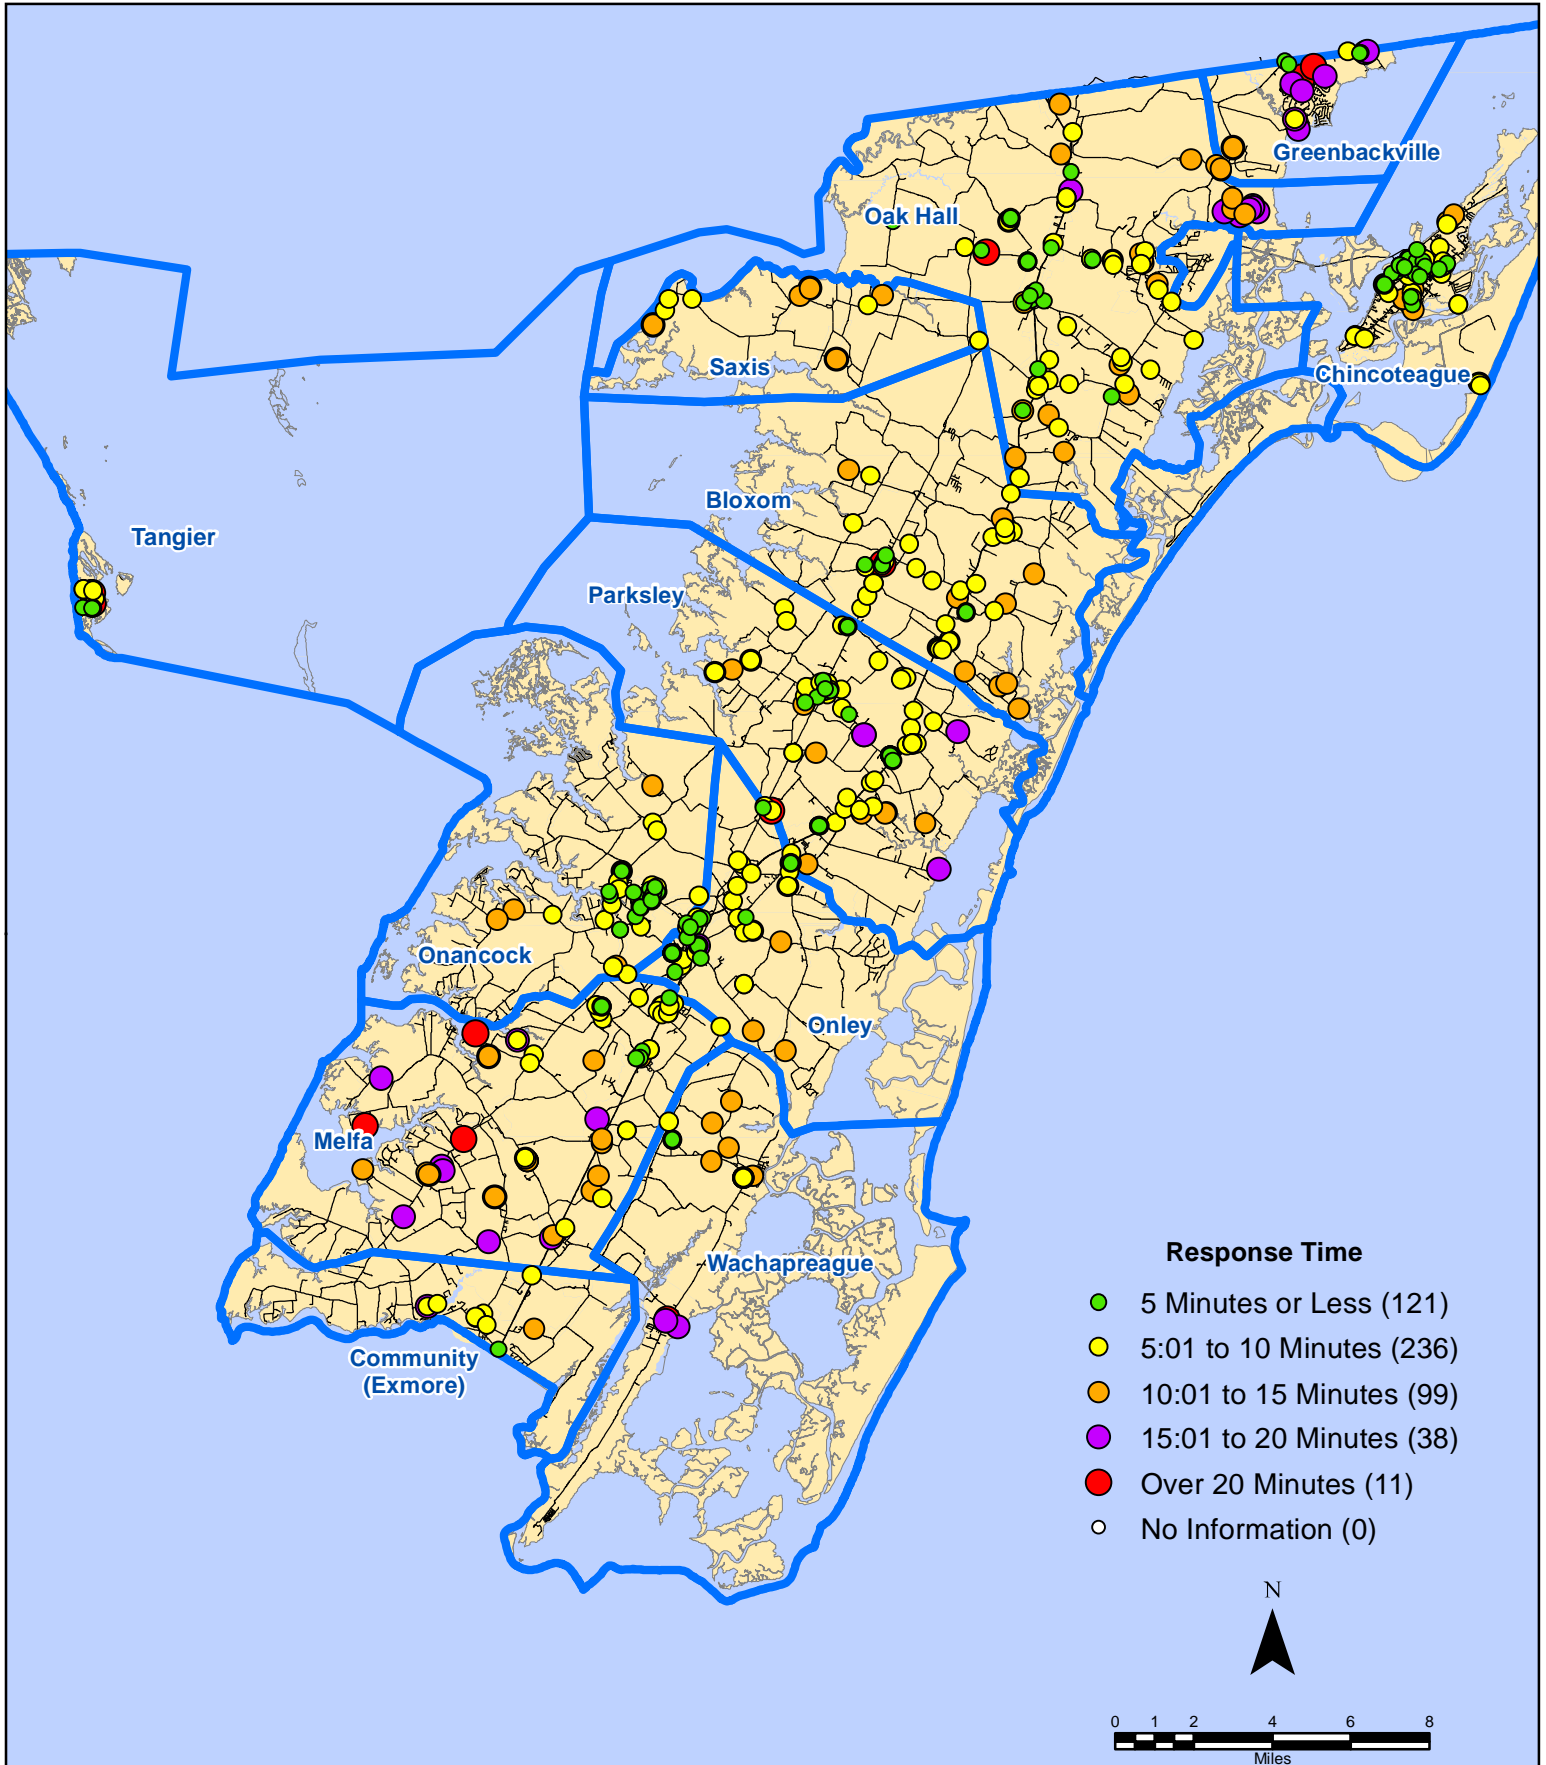 Greenbackville
Oak Hall
Saxis
Chincoteague
Bloxom
Tangier
Parksley
Onancock
Onley
Melfa
Wachapreague
Community
(Exmore)
Response Time
5 Minutes or Less (121)
5:01 to 10 Minutes (236)
10:01 to 15 Minutes (99)
15:01 to 20 Minutes (38)
Over 20 Minutes (11)
No Information (0)
N
0 1 2 4 6 8
Miles